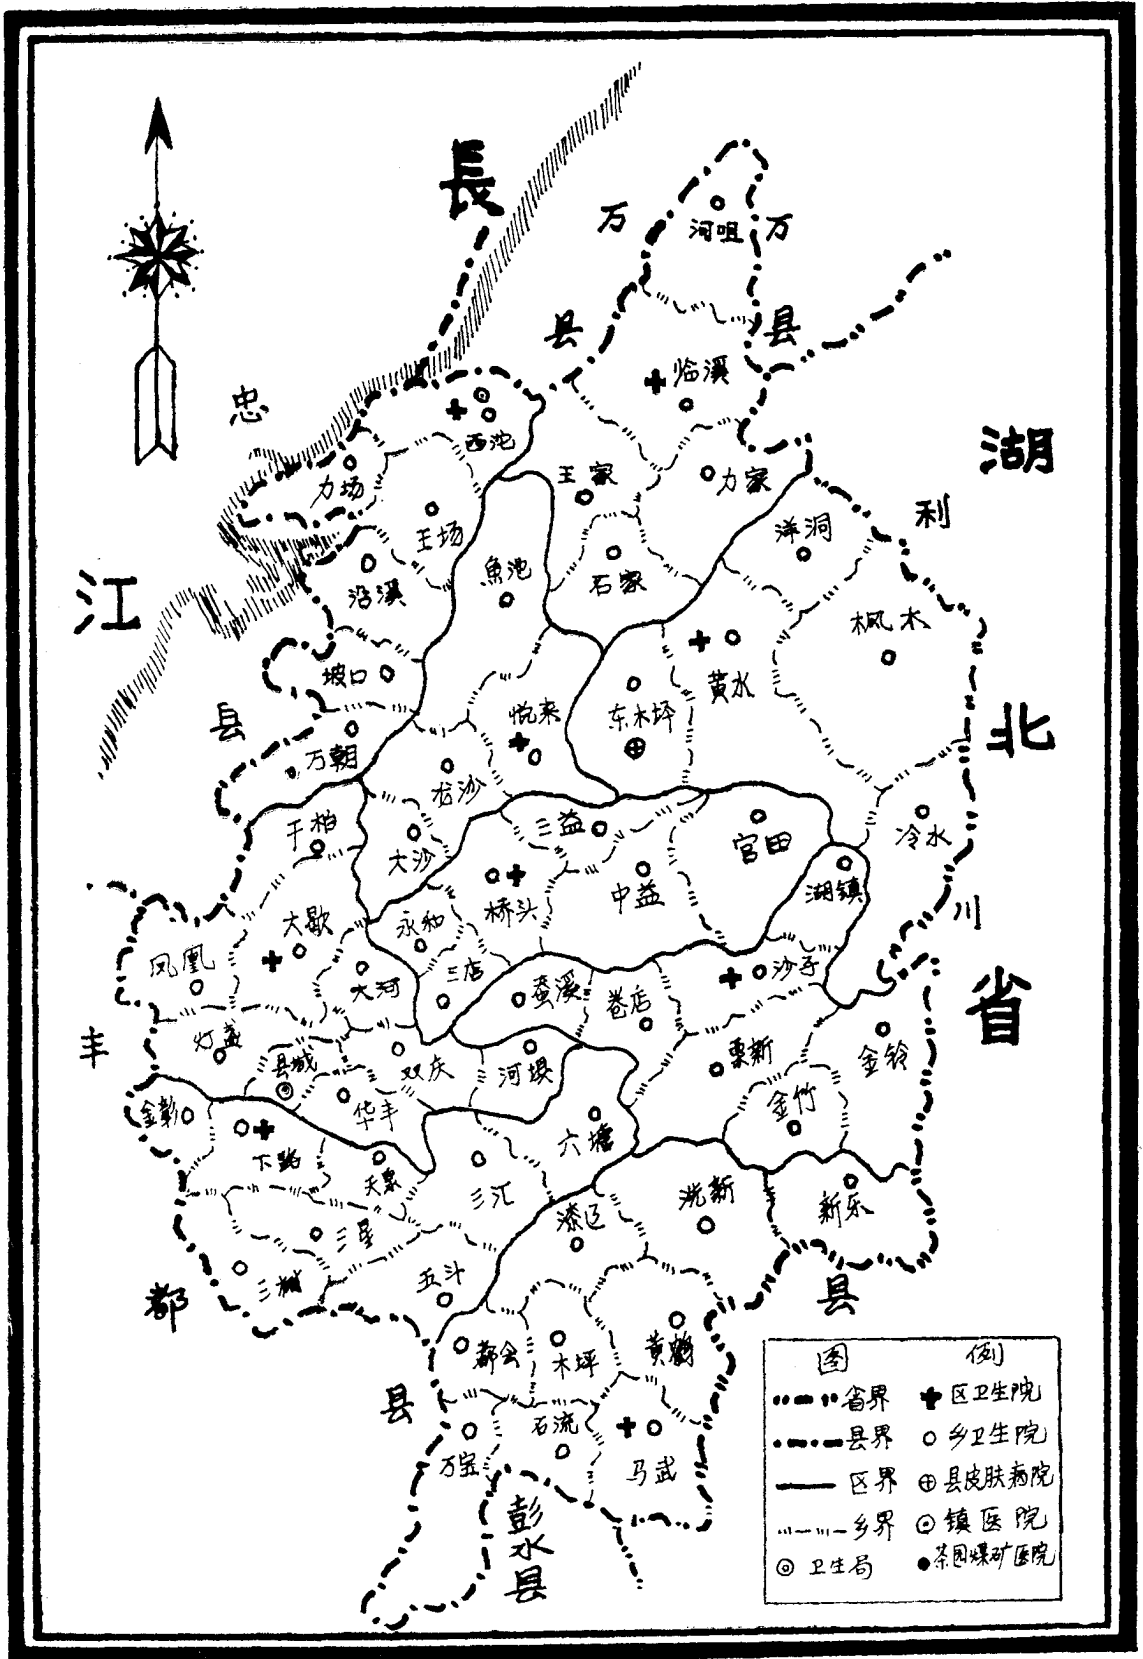 長
江
万
县
万
县
忠
县
湖
北
省
利
川
县
丰
都
县
彭水县
河咀
临溪
西沱
力场
王场
王家
力家
石家
洋洞
沿溪
魚池
枫木
坡口
黄水
悦来
东木坪
万朝
龙沙
于柏
大沙
三益
官田
冷水
中益
湖镇
桥头
永和
大歇
凤凰
大河
三店
蚕溪
卷店
沙子
灯盏
县城
双庆
河堤
栗新
金铃
金彰
华丰
金竹
下路
天泉
六塘
三汇
洗新
新乐
漆辽
三星
三树
五斗
都会
木坪
黄鹤
万宝
石流
马武
图 例
省界 区卫生院
县界 乡卫生院
区界 县皮肤病院
乡界 镇医院
卫生局 茶园煤矿医院